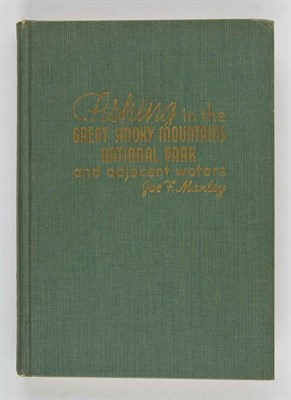 Fishing in the
GREAT SMOKY MOUNTAINS
NATIONAL PARK
and adjacent waters
Joe F. Manley